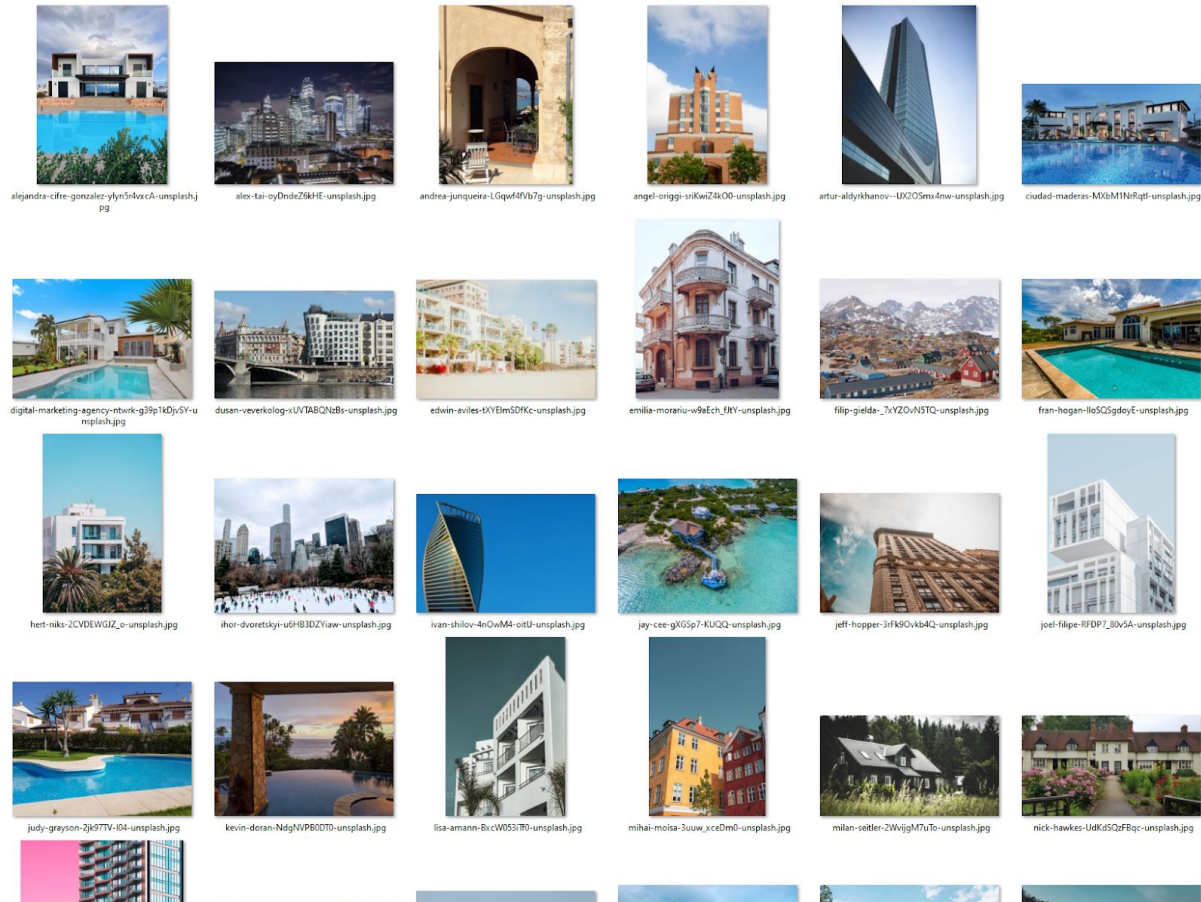 alejandra-cifre-gonzalez-ylyn5r4vxcA-unsplash.j
pg
alex-tai-oyDndeZ6kHE-unsplash.jpg
andrea-junqueira-LGqwf4fVb7g-unsplash.jpg
angel-origgi-sriKwiZ4kO0-unsplash.jpg
artur-aldyrkhanov--UX2OSmx4nw-unsplash.jpg
ciudad-maderas-MXbM1NrRqtI-unsplash.jpg
digital-marketing-agency-ntwrk-g39p1kDjvSY-u
nsplash.jpg
dusan-veverkolog-xUVTABQNzBs-unsplash.jpg
edwin-aviles-tXYElmSDfKc-unsplash.jpg
emilia-morariu-w9aEch_fJtY-unsplash.jpg
filip-gielda-_7xYZOvN5TQ-unsplash.jpg
fran-hogan-lloSQSgdoyE-unsplash.jpg
hert-niks-2CVDEWGJZ_o-unsplash.jpg
ihor-dvoretskyi-u6HB3DZYiaw-unsplash.jpg
ivan-shilov-4nOwM4-oitU-unsplash.jpg
jay-cee-gXGSp7-KUQQ-unsplash.jpg
jeff-hopper-3rFk9Ovkb4Q-unsplash.jpg
joel-filipe-RFDP7_80v5A-unsplash.jpg
judy-grayson-2jk97TV-I04-unsplash.jpg
kevin-doran-NdgNVPB0DT0-unsplash.jpg
lisa-amann-BxcW053iTf0-unsplash.jpg
mihai-moisa-3uuw_xceDm0-unsplash.jpg
milan-seitler-2WvijgM7uTo-unsplash.jpg
nick-hawkes-UdKdSQzFBqc-unsplash.jpg